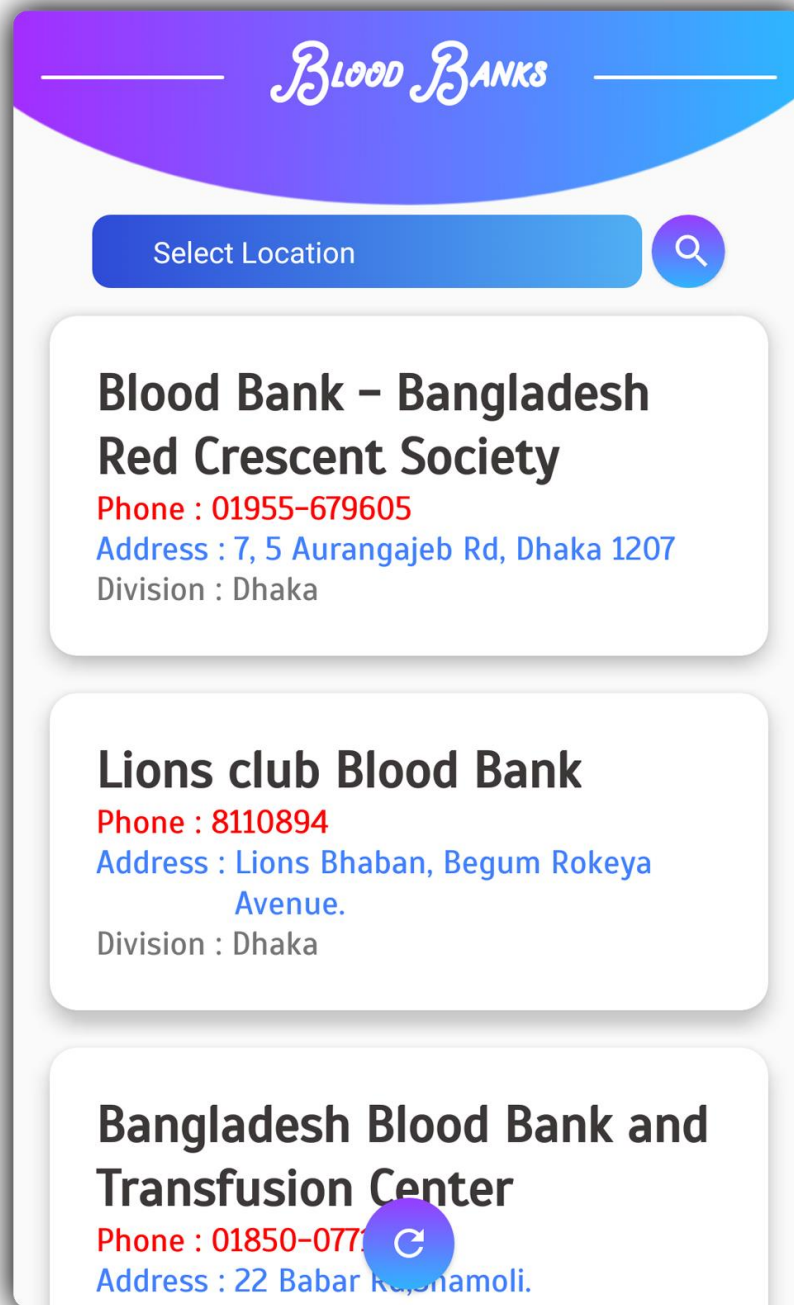 Blood Banks
Select Location
Blood Bank - Bangladesh
Red Crescent Society
Phone : 01955-679605
Address : 7, 5 Aurangajeb Rd, Dhaka 1207
Division : Dhaka
Lions club Blood Bank
Phone : 8110894
Address : Lions Bhaban, Begum Rokeya
Avenue.
Division : Dhaka
Bangladesh Blood Bank and
Transfusion Center
Phone :
Address : 22 Babar